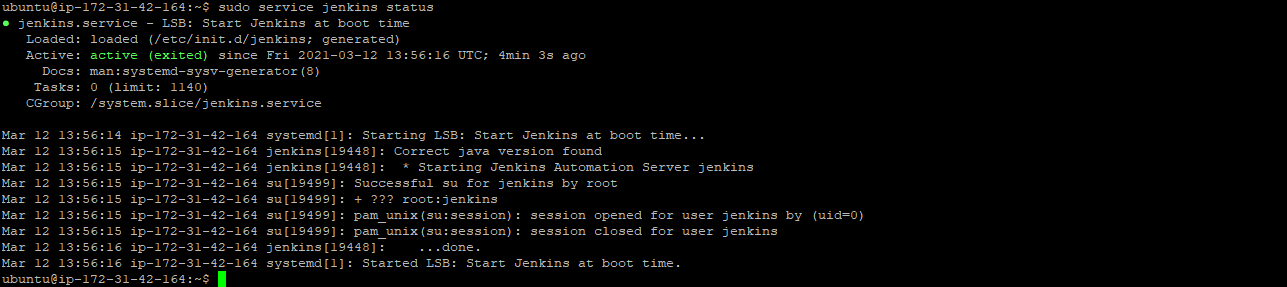 ubuntu@ip-172-31-42-164:~$ sudo service jenkins status
● jenkins.service - LSB: Start Jenkins at boot time
   Loaded: loaded (/etc/init.d/jenkins; generated)
   Active: active (exited) since Fri 2021-03-12 13:56:16 UTC; 4min 3s ago
     Docs: man:systemd-sysv-generator(8)
    Tasks: 0 (limit: 1140)
   CGroup: /system.slice/jenkins.service

Mar 12 13:56:14 ip-172-31-42-164 systemd[1]: Starting LSB: Start Jenkins at boot time...
Mar 12 13:56:15 ip-172-31-42-164 jenkins[19448]: Correct java version found
Mar 12 13:56:15 ip-172-31-42-164 jenkins[19448]:  * Starting Jenkins Automation Server jenkins
Mar 12 13:56:15 ip-172-31-42-164 su[19499]: Successful su for jenkins by root
Mar 12 13:56:15 ip-172-31-42-164 su[19499]: + ??? root:jenkins
Mar 12 13:56:15 ip-172-31-42-164 su[19499]: pam_unix(su:session): session opened for user jenkins by (uid=0)
Mar 12 13:56:15 ip-172-31-42-164 su[19499]: pam_unix(su:session): session closed for user jenkins
Mar 12 13:56:16 ip-172-31-42-164 jenkins[19448]:    ...done.
Mar 12 13:56:16 ip-172-31-42-164 systemd[1]: Started LSB: Start Jenkins at boot time.
ubuntu@ip-172-31-42-164:~$